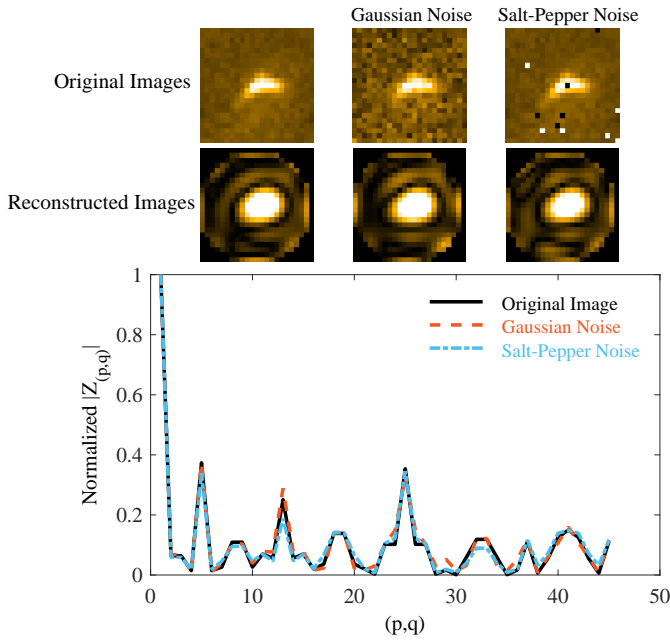 Gaussian Noise Salt-Pepper Noise
Original Images
Reconstructed Images
1
0.8
0.6
0.4
0.2
0
Normalized |Z(p,q)|
Original Image
Gaussian Noise
Salt-Pepper Noise
0 10 20 30 40 50
(p,q)